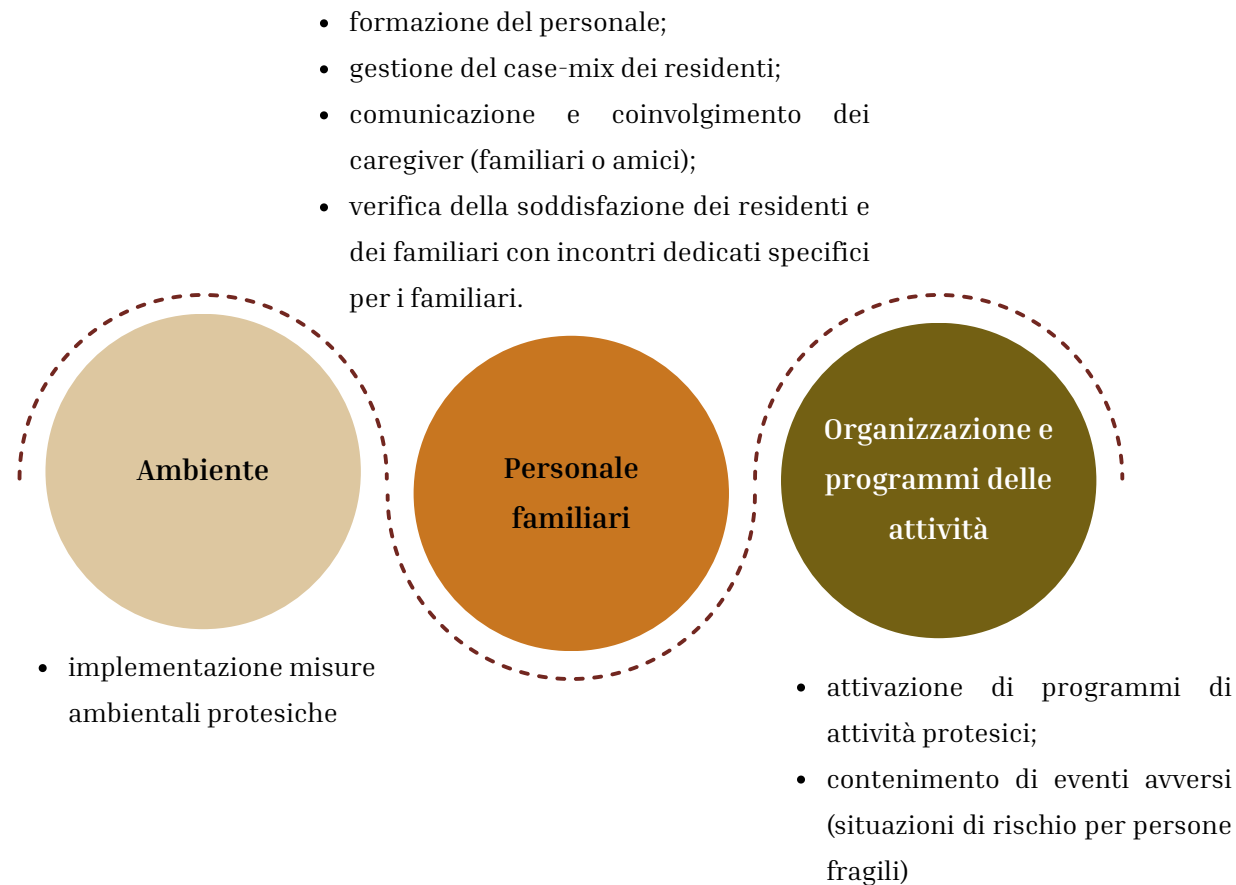 • formazione del personale;
• gestione del case-mix dei residenti;
• comunicazione e coinvolgimento dei
caregiver (familiari o amici);
• verifica della soddisfazione dei residenti e
dei familiari con incontri dedicati specifici
per i familiari.
Ambiente
Personale
familiari
Organizzazione e
programmi delle
attività
• implementazione misure
ambientali protesiche
• attivazione di programmi di
attività protesici;
• contenimento di eventi avversi
(situazioni di rischio per persone
fragili)